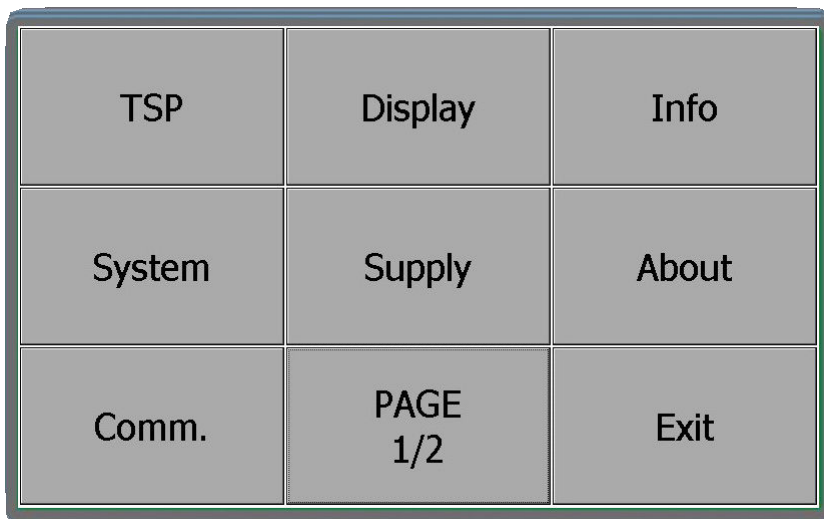 TSP
Display
Info
System
Supply
About
Comm.
PAGE
1/2
Exit